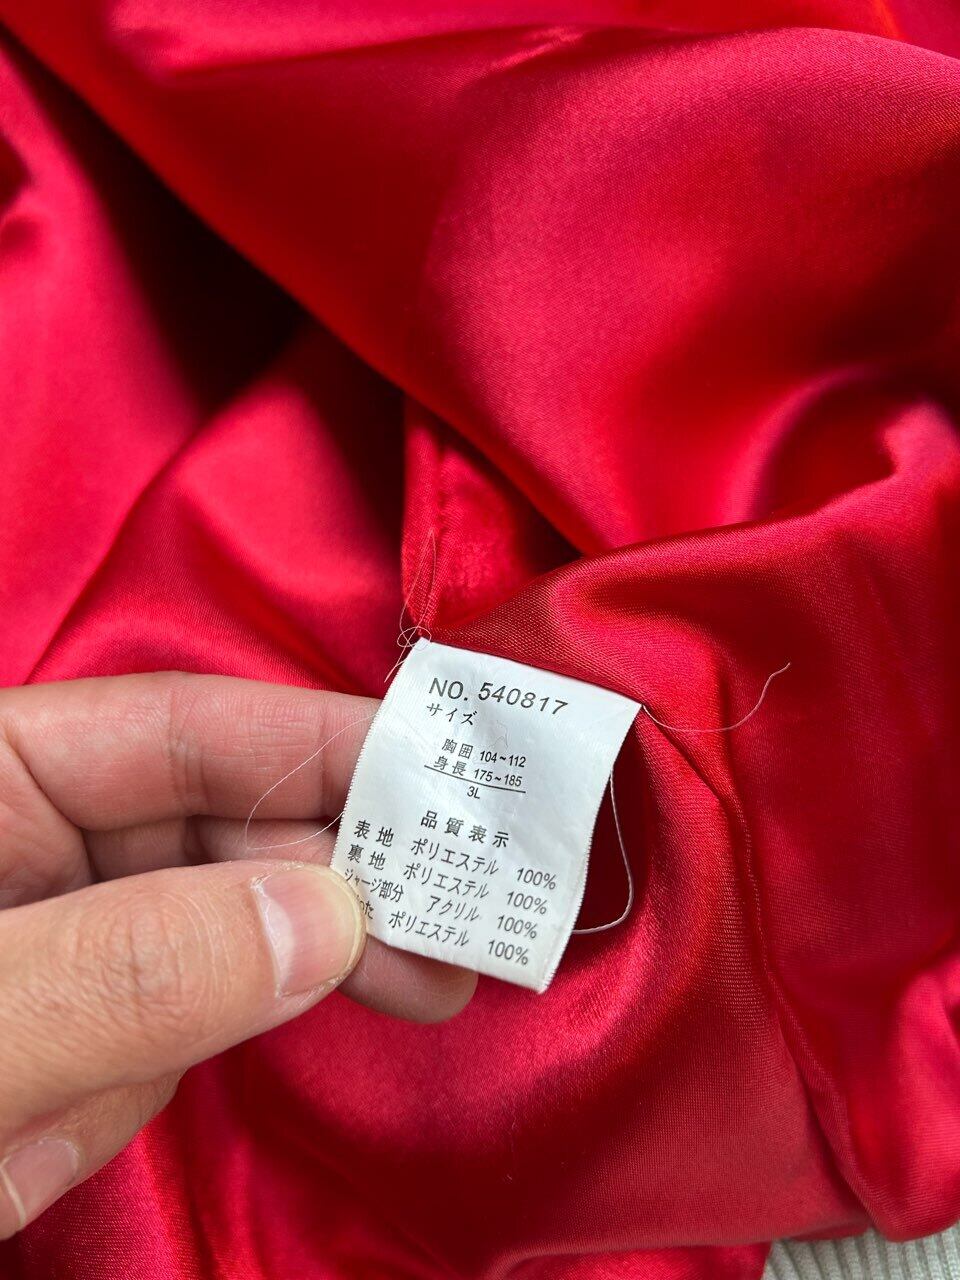 NO. 540817
サイズ
胸囲 104~112
身長 175~185
3L
品質表示
表地 ポリエステル 100%
裏地 ポリエステル 100%
ジャージ部分 アクリル 100%
ポリエステル 100%